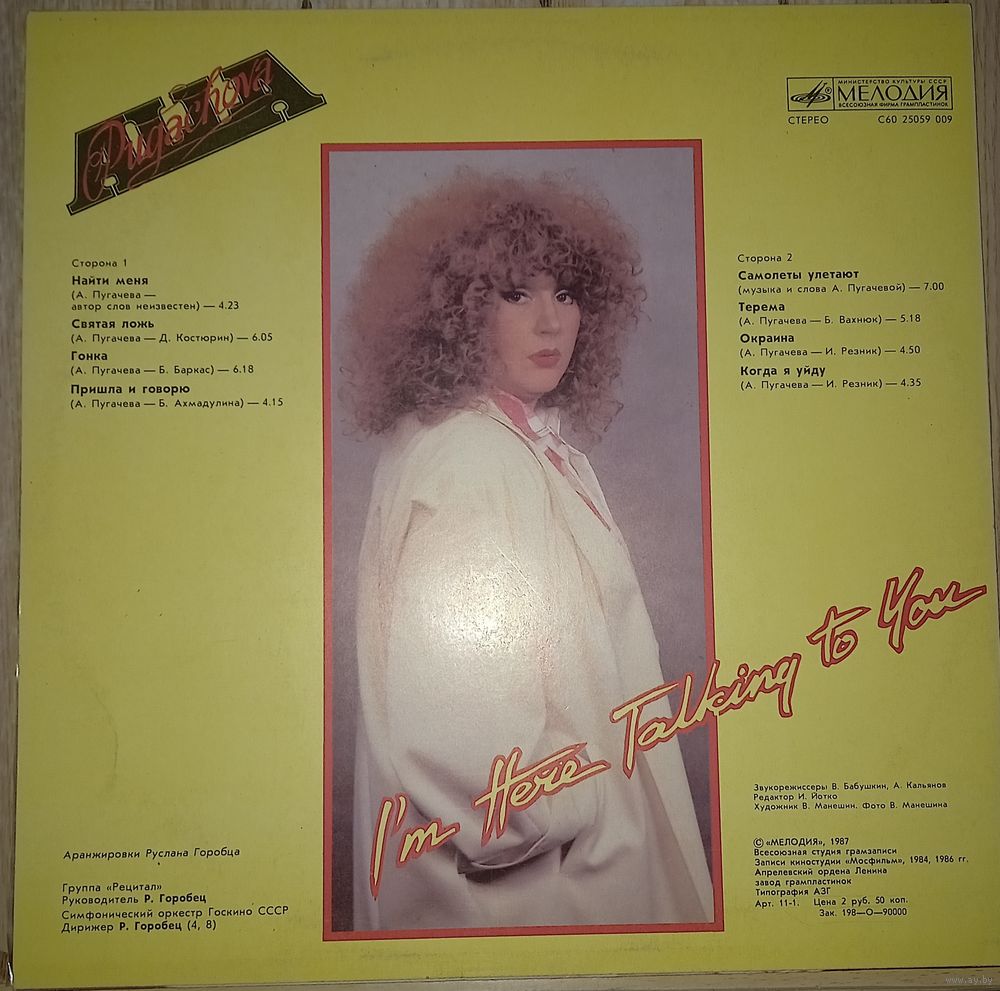 Pugachova
МИНИСТЕРСТВО КУЛЬТУРЫ СССР
МЕЛОДИЯ
ВСЕСОЮЗНАЯ ФИРМА ГРАМПЛАСТИНОК
СТЕРЕО С60 25059 009
Сторона 1
Найти меня
(А. Пугачева —
автор слов неизвестен) — 4.23
Святая ложь
(А. Пугачева — Д. Костюрин) — 6.05
Гонка
(А. Пугачева — Б. Баркас) — 6.18
Пришла и говорю
(А. Пугачева — Б. Ахмадулина) — 4.15
Сторона 2
Самолеты улетают
(музыка и слова А. Пугачевой) — 7.00
Терема
(А. Пугачева — Б. Вахнюк) — 5.18
Окраина
(А. Пугачева — И. Резник) — 4.50
Когда я уйду
(А. Пугачева — И. Резник) — 4.35
I'm Here Talking to You
Аранжировки Руслана Горобца
Группа «Рецитал»
Руководитель Р. Горобец
Симфонический оркестр Госкино СССР
Дирижер Р. Горобец (4, 8)
Звукорежиссеры В. Бабушкин, А. Кальянов
Редактор И. Йотко
Художник В. Манешин. Фото В. Манешина
© «МЕЛОДИЯ», 1987
Всесоюзная студия грамзаписи
Записи киностудии «Мосфильм», 1984, 1986 гг.
Апрелевский ордена Ленина
завод грампластинок
Типография АЗГ
Арт. 11-1. Цена 2 руб. 50 коп.
Зак. 198—О—90000
www.ay.by